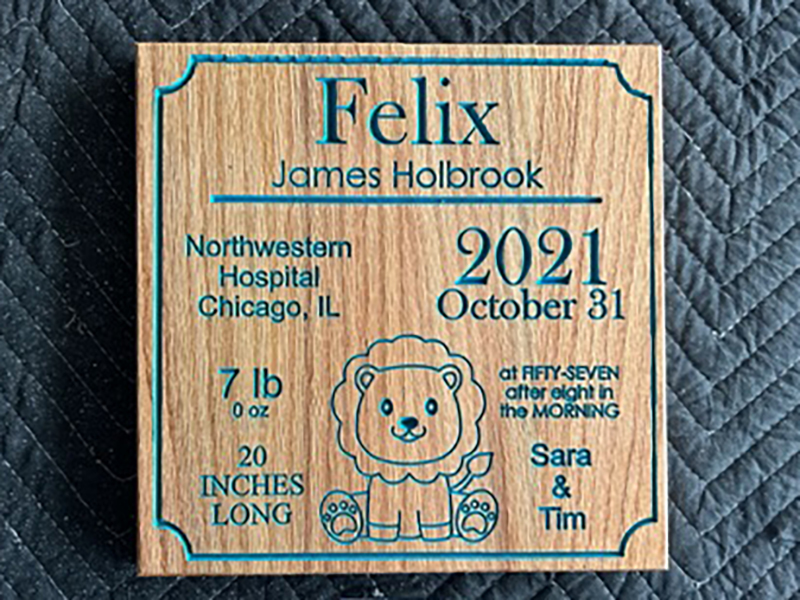 Felix
James Holbrook
Northwestern
Hospital
Chicago, IL
2021
October 31
7 lb
0 oz
20
INCHES
LONG
at FIFTY-SEVEN
after eight in
the MORNING
Sara
&
Tim